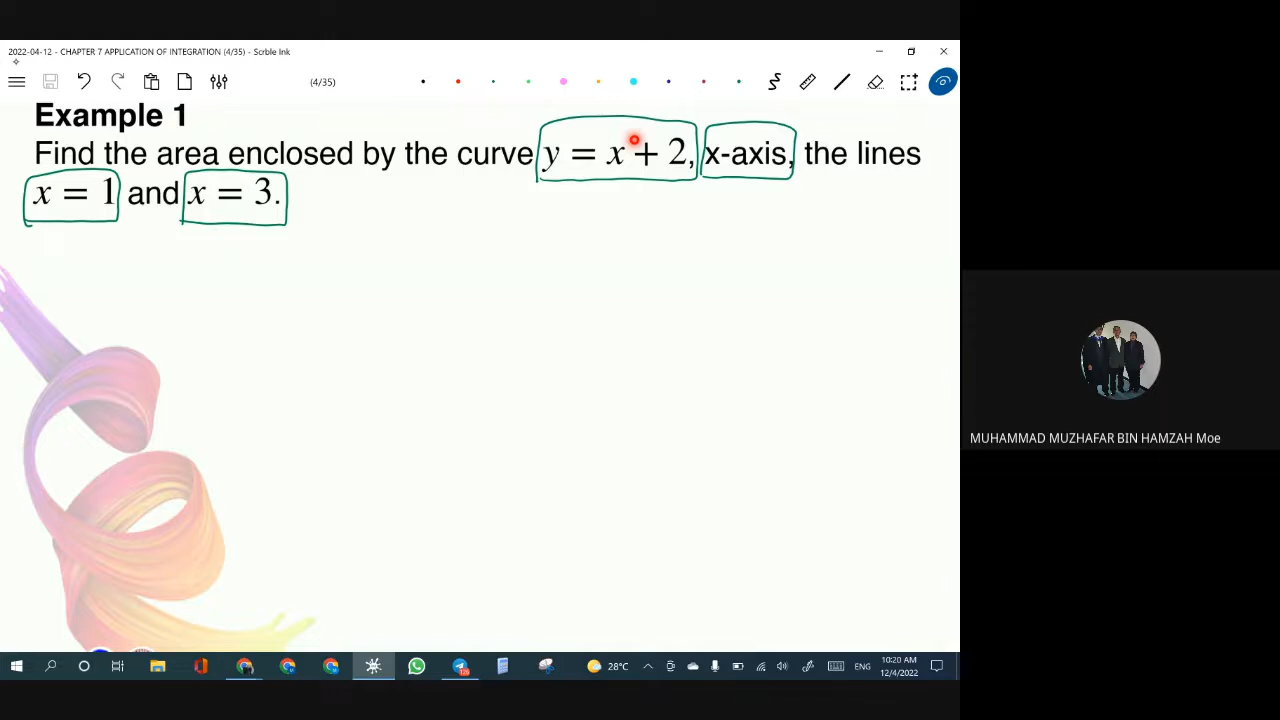 2022-04-12 - CHAPTER 7 APPLICATION OF INTEGRATION (4/35) - Scrble Ink
(4/35)
Example 1
Find the area enclosed by the curve y = x + 2, x-axis, the lines
x = 1 and x = 3.
MUHAMMAD MUZHAFAR BIN HAMZAH Moe
126
28°C
ENG
10:20 AM
12/4/2022